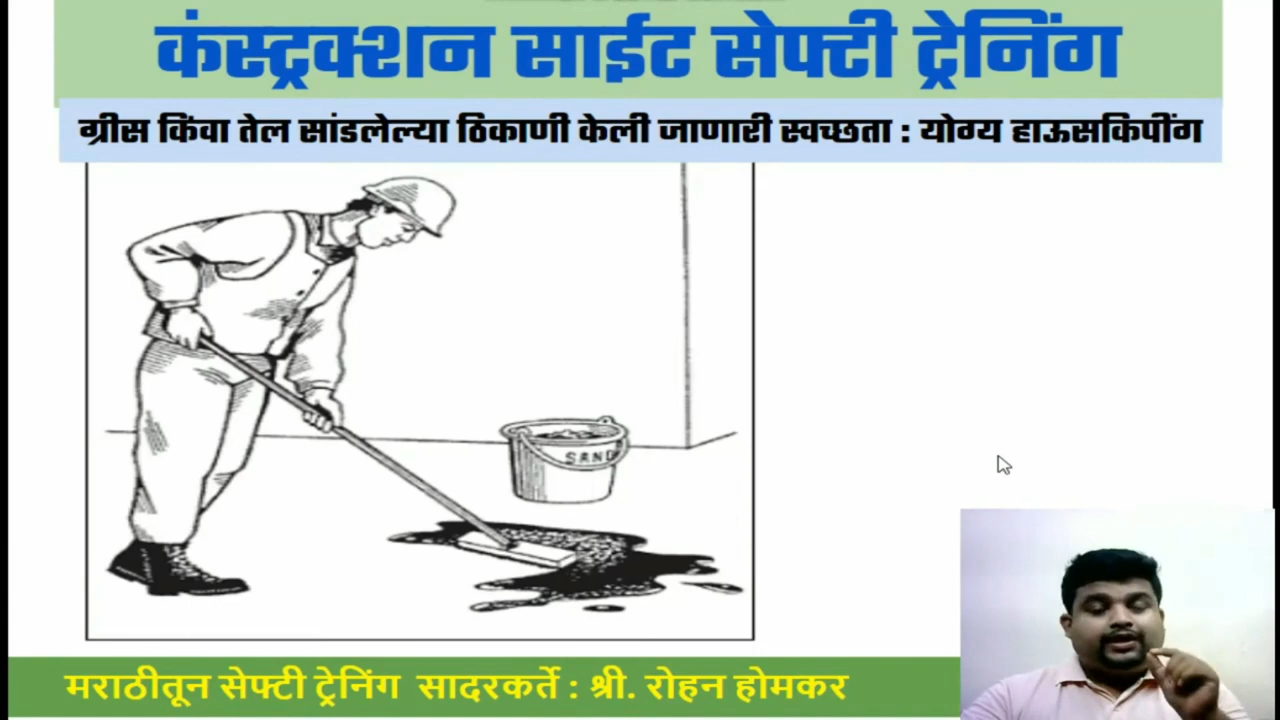 कंस्ट्रक्शन साईट सेफ्टी ट्रेनिंग
ग्रीस किंवा तेल सांडलेल्या ठिकाणी केली जाणारी स्वच्छता : योग्य हाऊसकिपींग
SAND
मराठीतून सेफ्टी ट्रेनिंग सादरकर्ते : श्री. रोहन होमकर